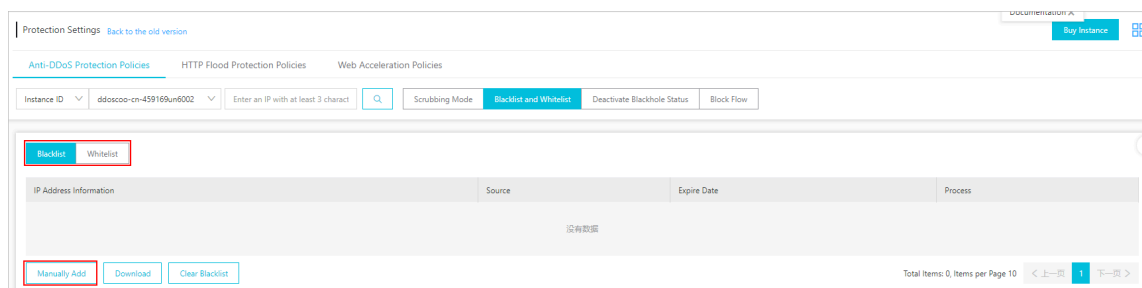 Documentation X
Protection Settings Back to the old version
Buy Instance
Anti-DDoS Protection Policies HTTP Flood Protection Policies Web Acceleration Policies
Instance ID ddoscoo-cn-459169un6002 Enter an IP with at least 3 charact Scrubbing Mode Blacklist and Whitelist Deactivate Blackhole Status Block Flow
Blacklist Whitelist
IP Address Information Source Expire Date Process
没有数据
Manually Add Download Clear Blacklist Total Items: 0, Items per Page 10 < 上一页 1 下一页 >